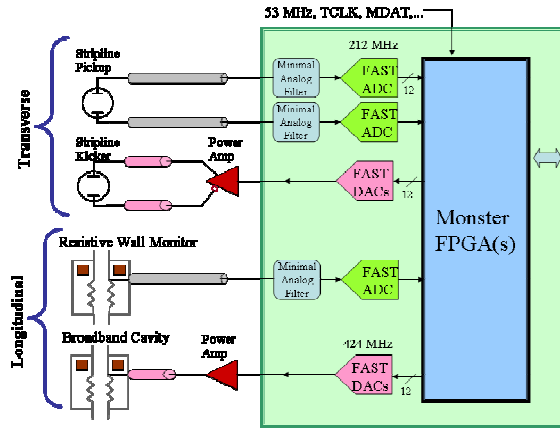 53 MHz, TCLK, MDAT,...
Transverse
Stripline
Pickup
Minimal
Analog
Filter
212 MHz
FAST
ADC
12
Minimal
Analog
Filter
FAST
ADC
Stripline
Kicker
Power
Amp
FAST
DACs
12
Monster
FPGA(s)
Longitudinal
Resistive Wall Monitor
Minimal
Analog
Filter
FAST
ADC
Broadband Cavity
Power
Amp
424 MHz
FAST
DACs
12